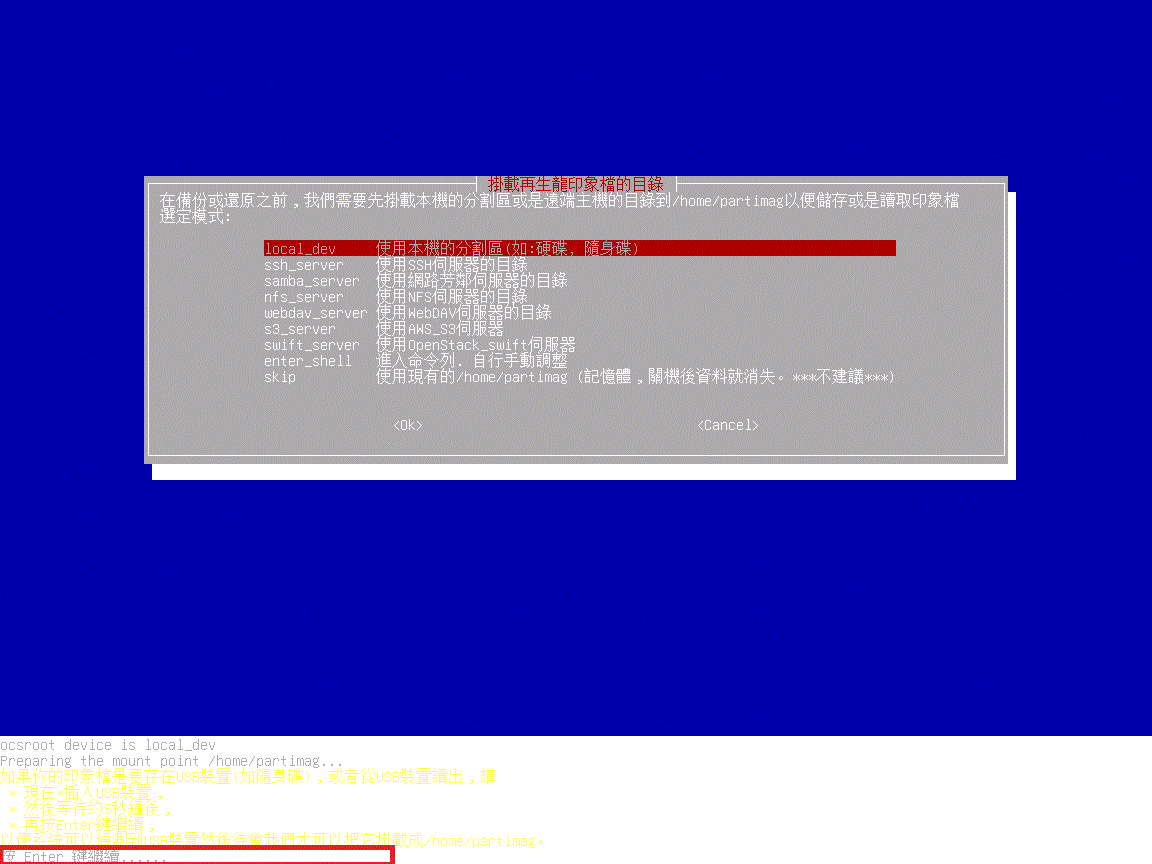 掛載再生龍印象檔的目錄
在備份或還原之前，我們需要先掛載本機的分割區或是遠端主機的目錄到/home/partimag以便儲存或是讀取印象檔
選定模式:
local_dev 使用本機的分割區(如:硬碟, 隨身碟)
ssh_server 使用SSH伺服器的目錄
samba_server 使用網路芳鄰伺服器的目錄
nfs_server 使用NFS伺服器的目錄
webdav_server 使用WebDAV伺服器的目錄
s3_server 使用AWS_S3伺服器
swift_server 使用OpenStack_swift伺服器
enter_shell 進入命令列. 自行手動調整
skip 使用現有的/home/partimag (記憶體，關機後資料就消失。***不建議***)
<Ok> <Cancel>
ocsroot device is local_dev
Preparing the mount point /home/partimag...
如果你的印象檔是要存在USB裝置(如隨身碟)、或者從USB裝置讀出，請
* 現在*插入USB裝置，
* 然後等待約5秒鐘後，
* 再按Enter鍵繼續，
以便系統可以偵測到USB裝置然後待會我們才可以把它掛載成/home/partimag。
按 Enter 鍵繼續......